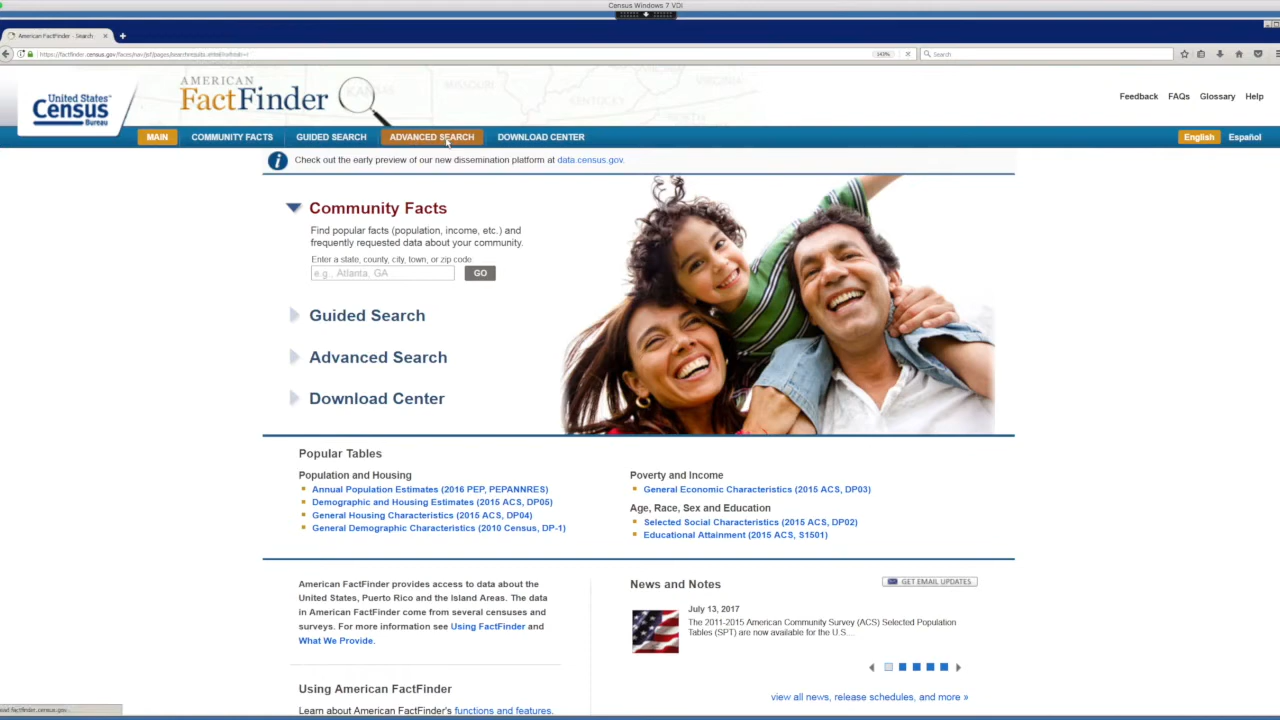 Census Windows 7 VDI
American FactFinder - Search
Search
United States®
Census
Bureau
AMERICAN
FactFinder
KANSAS
MISSOURI
KENTUCKY
VIRGINIA
Feedback FAQs Glossary Help
MAIN COMMUNITY FACTS GUIDED SEARCH ADVANCED SEARCH DOWNLOAD CENTER English Español
Check out the early preview of our new dissemination platform at data.census.gov.
Community Facts
Find popular facts (population, income, etc.) and
frequently requested data about your community.
Enter a state, county, city, town, or zip code
e.g., Atlanta, GA
GO
Guided Search
Advanced Search
Download Center
Popular Tables
Population and Housing
Annual Population Estimates (2016 PEP, PEPANNRES)
Demographic and Housing Estimates (2015 ACS, DP05)
General Housing Characteristics (2015 ACS, DP04)
General Demographic Characteristics (2010 Census, DP-1)
Poverty and Income
General Economic Characteristics (2015 ACS, DP03)
Age, Race, Sex and Education
Selected Social Characteristics (2015 ACS, DP02)
Educational Attainment (2015 ACS, S1501)
American FactFinder provides access to data about the
United States, Puerto Rico and the Island Areas. The data
in American FactFinder come from several censuses and
surveys. For more information see Using FactFinder and
What We Provide.
Using American FactFinder
Learn about American FactFinder's functions and features.
News and Notes
GET EMAIL UPDATES
July 13, 2017
The 2011-2015 American Community Survey (ACS) Selected Population
Tables (SPT) are now available for the U.S....
view all news, release schedules, and more »